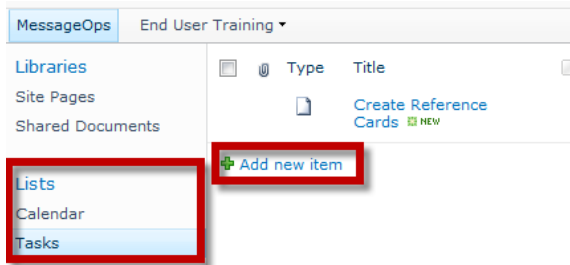 MessageOps End User Training
Libraries
Site Pages
Shared Documents
Lists
Calendar
Tasks
Type Title
Create Reference
Cards NEW
Add new item